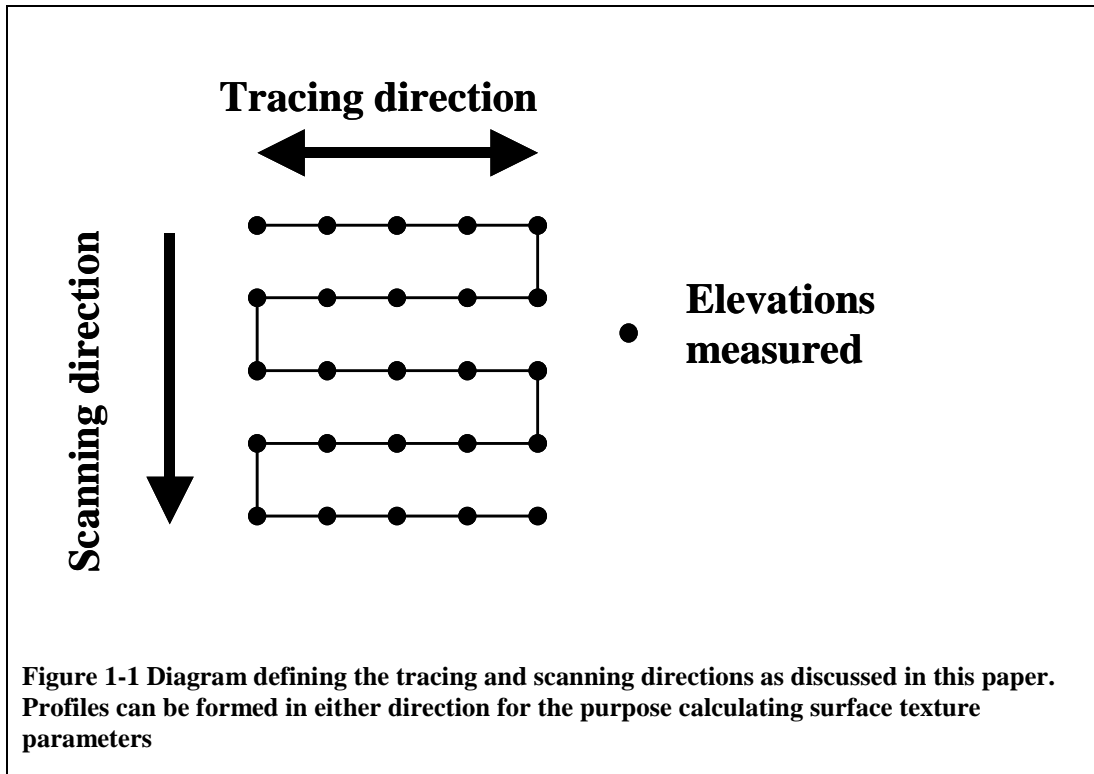 Tracing direction
Scanning direction
Elevations
measured
Figure 1-1 Diagram defining the tracing and scanning directions as discussed in this paper.
Profiles can be formed in either direction for the purpose calculating surface texture
parameters